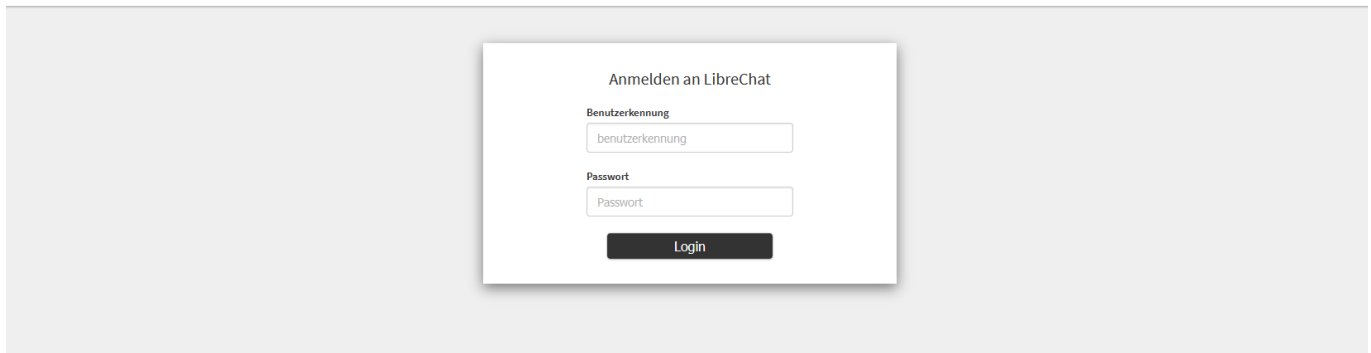 Anmelden an LibreChat
Benutzerkennung
benutzerkennung
Passwort
Passwort
Login